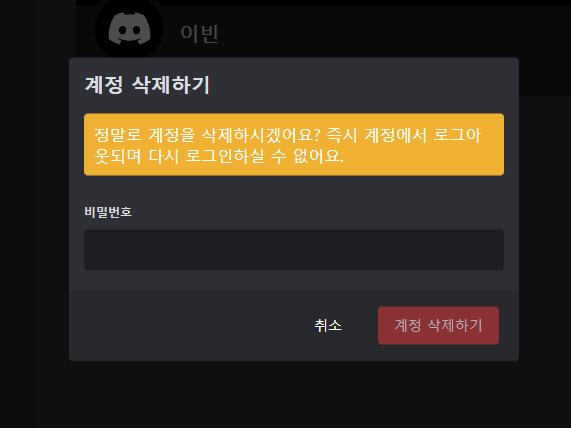 이빈
계정 삭제하기
정말로 계정을 삭제하시겠어요? 즉시 계정에서 로그아
웃되며 다시 로그인하실 수 없어요.
비밀번호
취소
계정 삭제하기